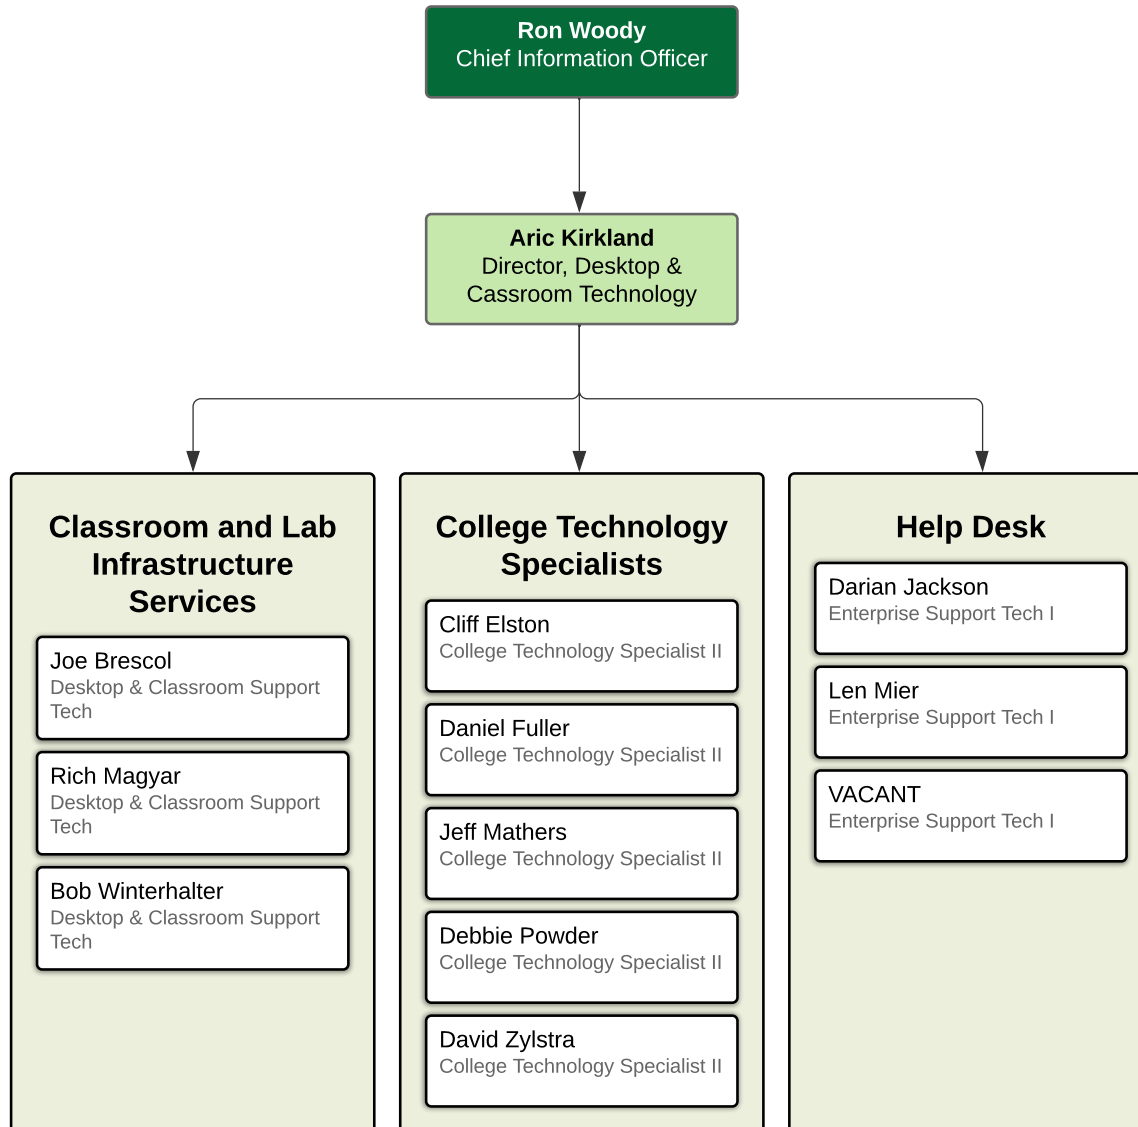 Ron Woody
Chief Information Officer
Aric Kirkland
Director, Desktop &
Cassroom Technology
Classroom and Lab
Infrastructure
Services
Joe Brescol
Desktop & Classroom Support
Tech
Rich Magyar
Desktop & Classroom Support
Tech
Bob Winterhalter
Desktop & Classroom Support
Tech
College Technology
Specialists
Cliff Elston
College Technology Specialist II
Daniel Fuller
College Technology Specialist II
Jeff Mathers
College Technology Specialist II
Debbie Powder
College Technology Specialist II
David Zylstra
College Technology Specialist II
Help Desk
Darian Jackson
Enterprise Support Tech I
Len Mier
Enterprise Support Tech I
VACANT
Enterprise Support Tech I